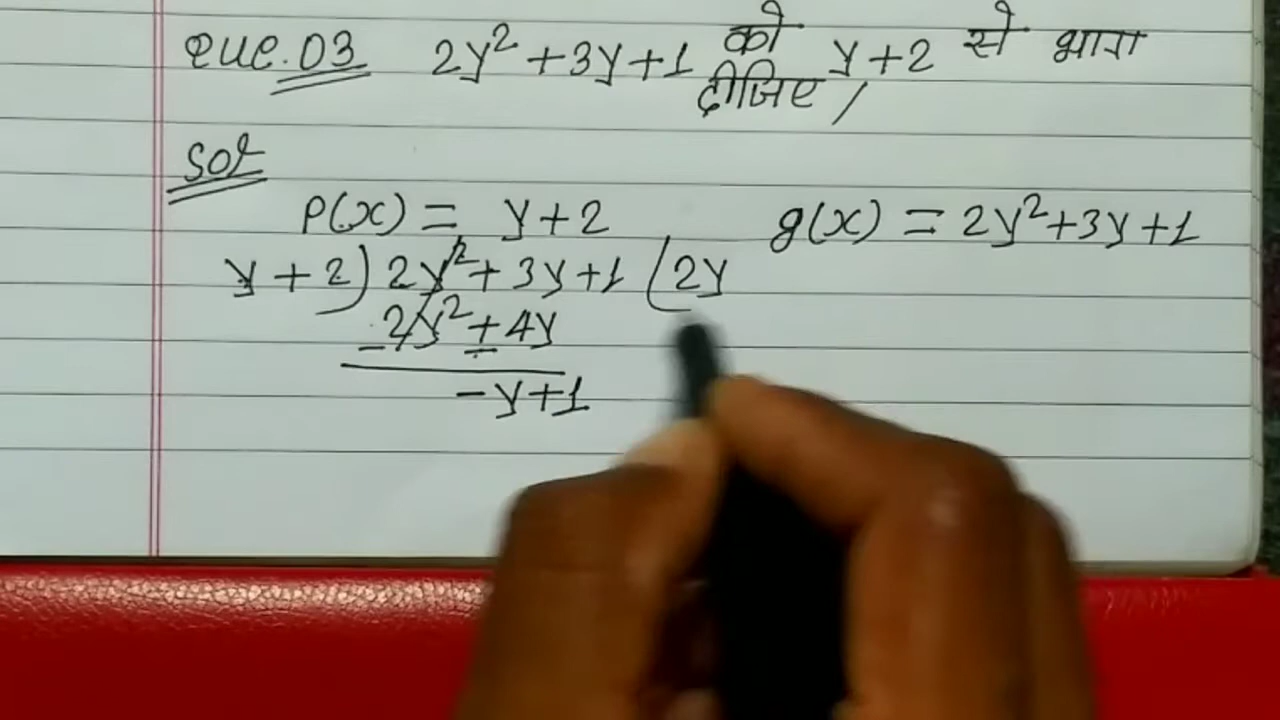 Que.03 2y²+3y+1 को y+2 से भाग
दीजिए /
Sol
P(x) = y+2 g(x) = 2y²+3y+1
y+2)2y²+3y+1(2y
2y²+4y
- -
-y+1